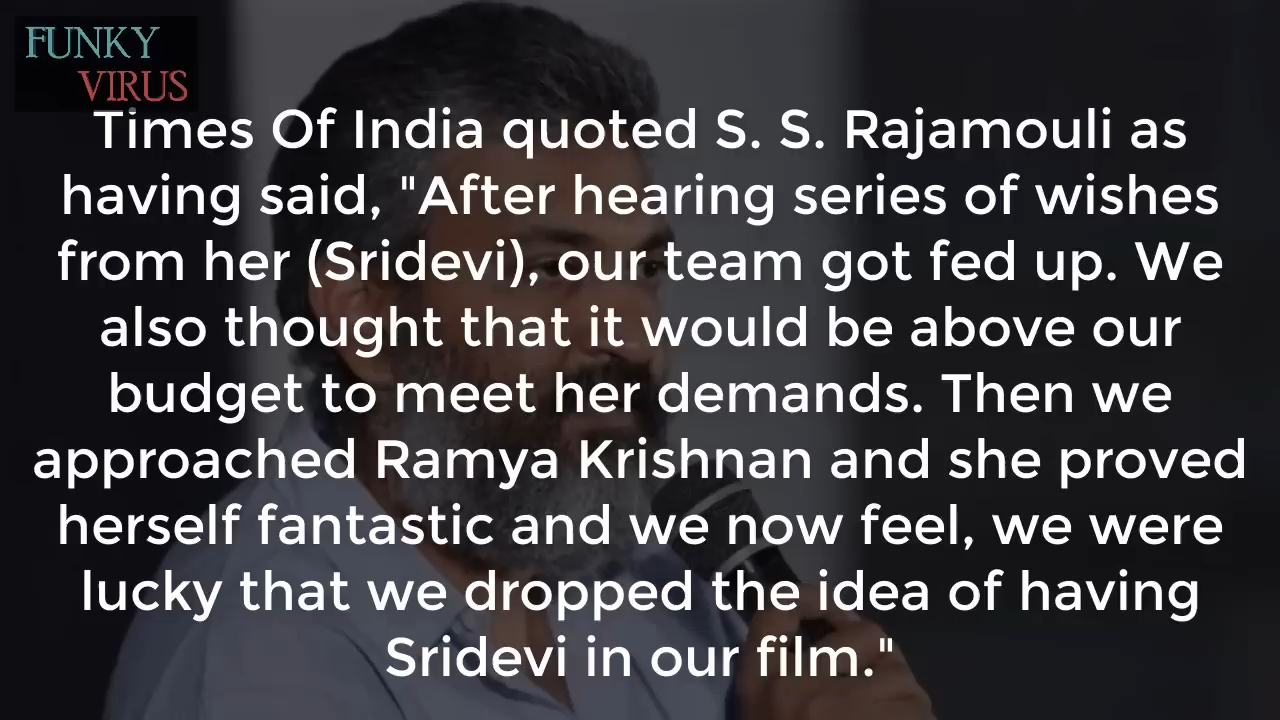 FUNKY
VIRUS
Times Of India quoted S. S. Rajamouli as
having said, "After hearing series of wishes
from her (Sridevi), our team got fed up. We
also thought that it would be above our
budget to meet her demands. Then we
approached Ramya Krishnan and she proved
herself fantastic and we now feel, we were
lucky that we dropped the idea of having
Sridevi in our film."